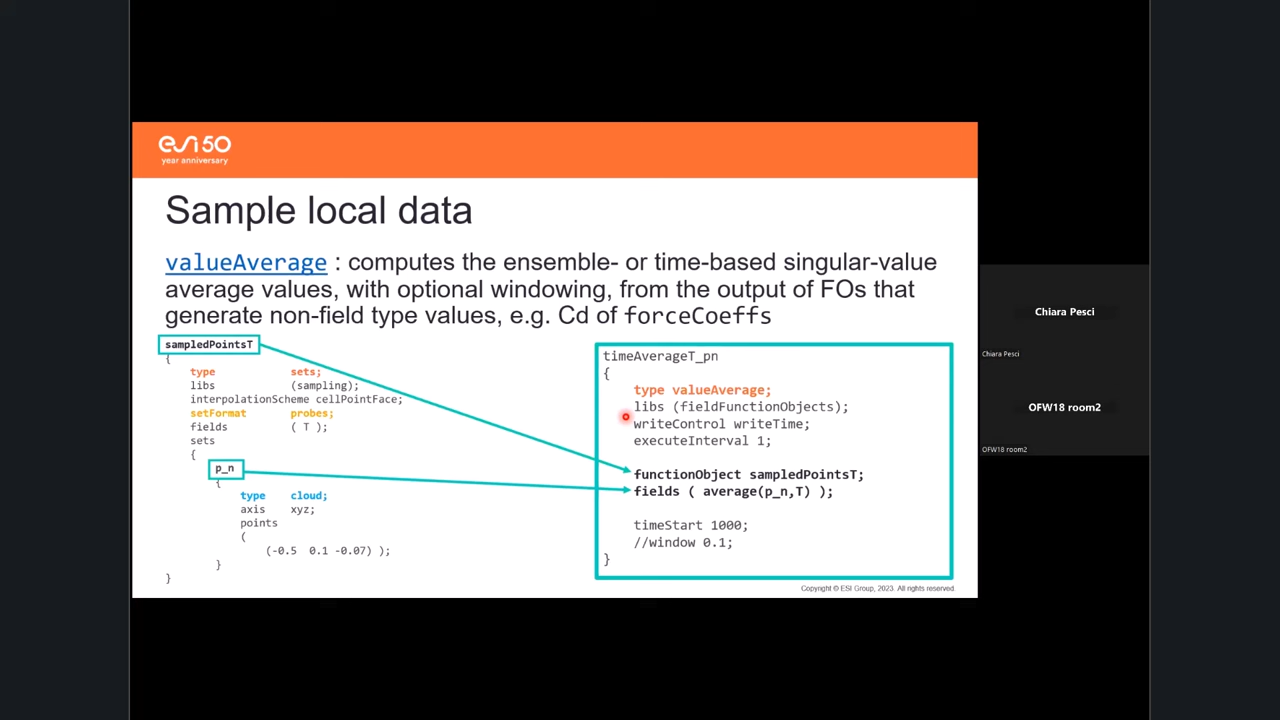 esi 50
year anniversary
Sample local data
valueAverage : computes the ensemble- or time-based singular-value
average values, with optional windowing, from the output of FOs that
generate non-field type values, e.g. Cd of forceCoeffs
sampledPointsT
{
type sets;
libs (sampling);
interpolationScheme cellPointFace;
setFormat probes;
fields ( T );
sets
{
p_n
{
type cloud;
axis xyz;
points
(
(-0.5 0.1 -0.07) );
}
}
timeAverageT_pn
{
type valueAverage;
libs (fieldFunctionObjects);
writeControl writeTime;
executeInterval 1;
functionObject sampledPointsT;
fields ( average(p_n,T) );
timeStart 1000;
//window 0.1;
}
Copyright © ESI Group, 2023. All rights reserved.
Chiara Pesci
Chiara Pesci
OFW18 room2
OFW18 room2